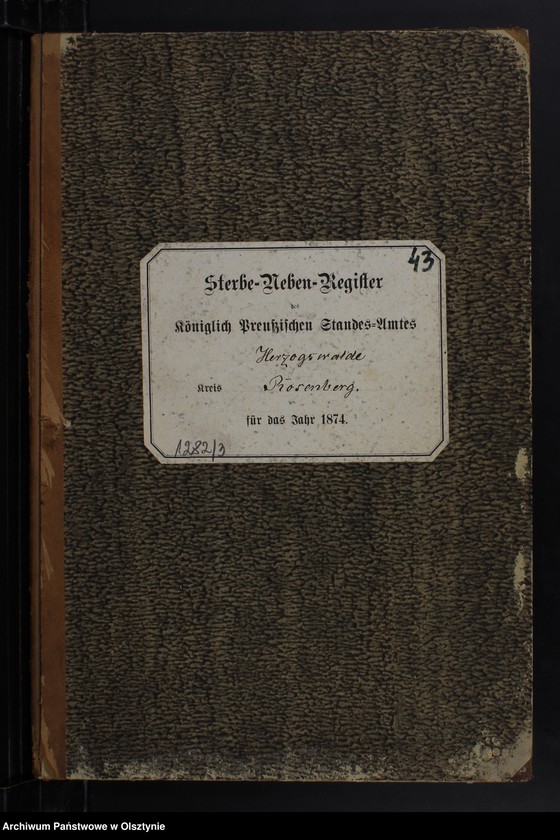 43
Sterbe-Neben-Register
des
Königlich Preußischen Standes-Amtes
Herzogswalde
Kreis Rosenberg.
für das Jahr 1874.
1282/3
Archiwum Państwowe w Olsztynie